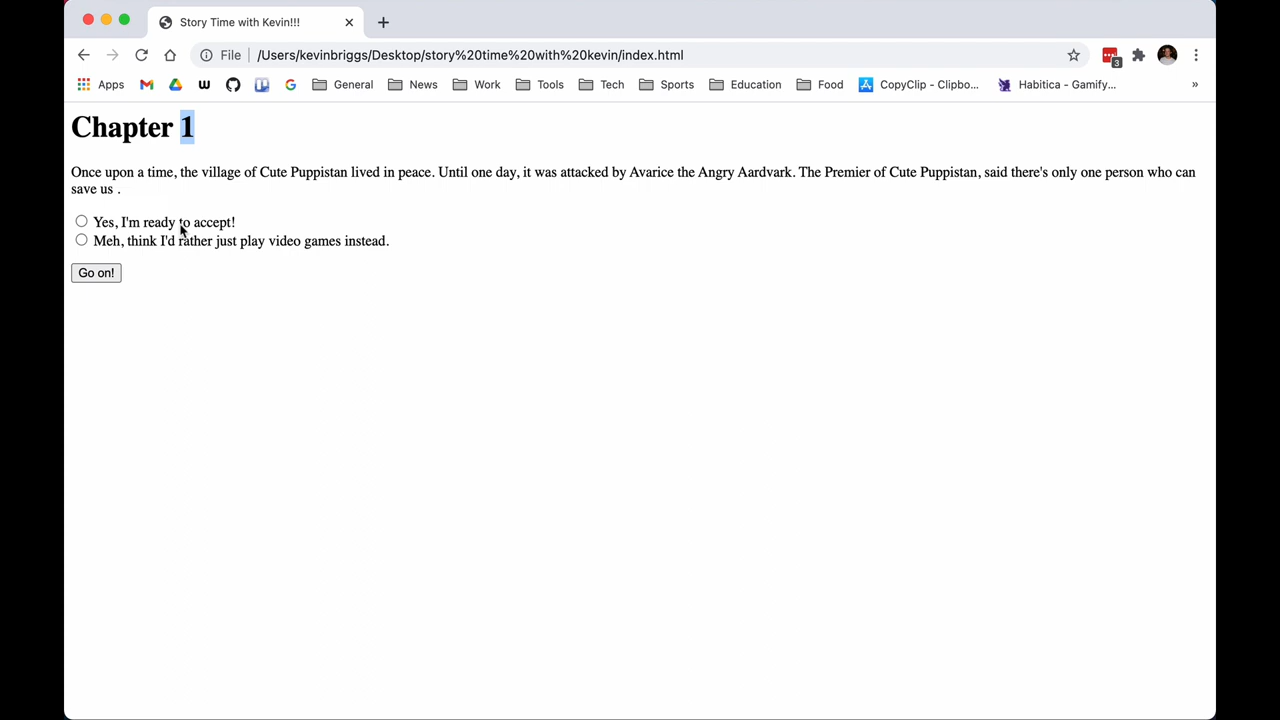 Story Time with Kevin!!!
File /Users/kevinbriggs/Desktop/story%20time%20with%20kevin/index.html
3
Apps G General News Work Tools Tech Sports Education Food CopyClip - Clipbo... Habitica - Gamify... »
Chapter 1
Once upon a time, the village of Cute Puppistan lived in peace. Until one day, it was attacked by Avarice the Angry Aardvark. The Premier of Cute Puppistan, said there's only one person who can
save us .
Yes, I'm ready to accept!
Meh, think I'd rather just play video games instead.
Go on!